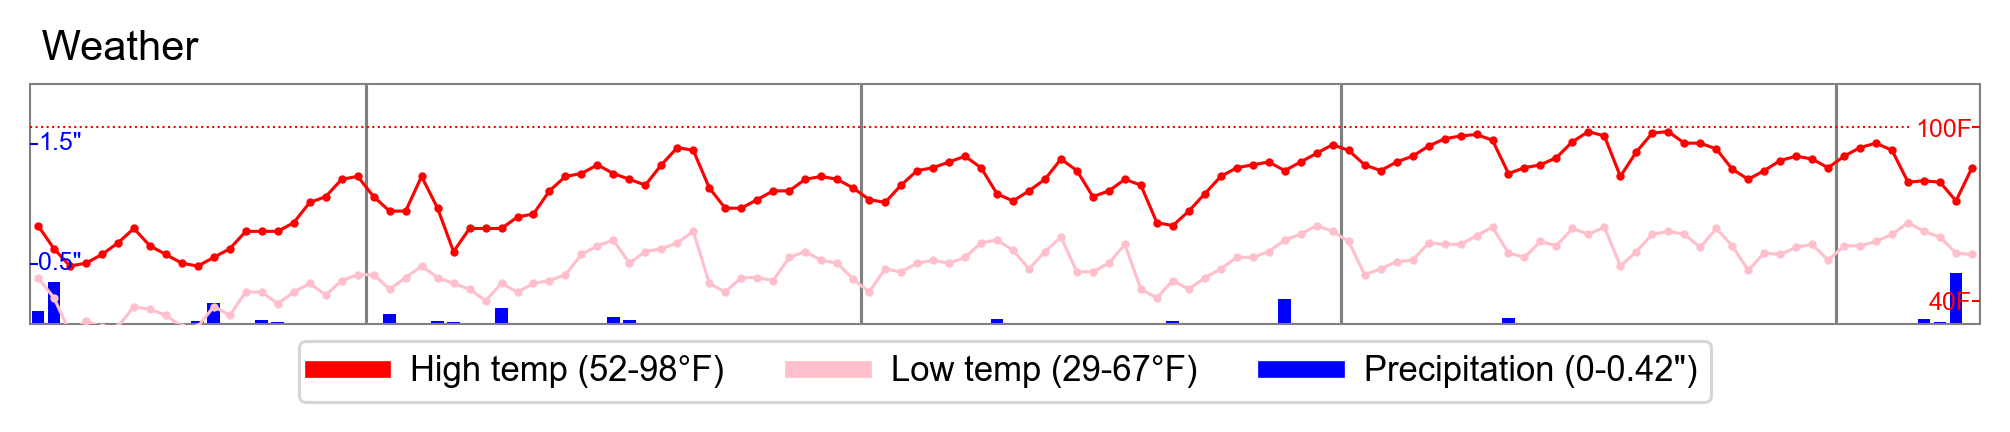 Weather
1.5"
100F
0.5"
40F
High temp (52-98°F) Low temp (29-67°F) Precipitation (0-0.42")